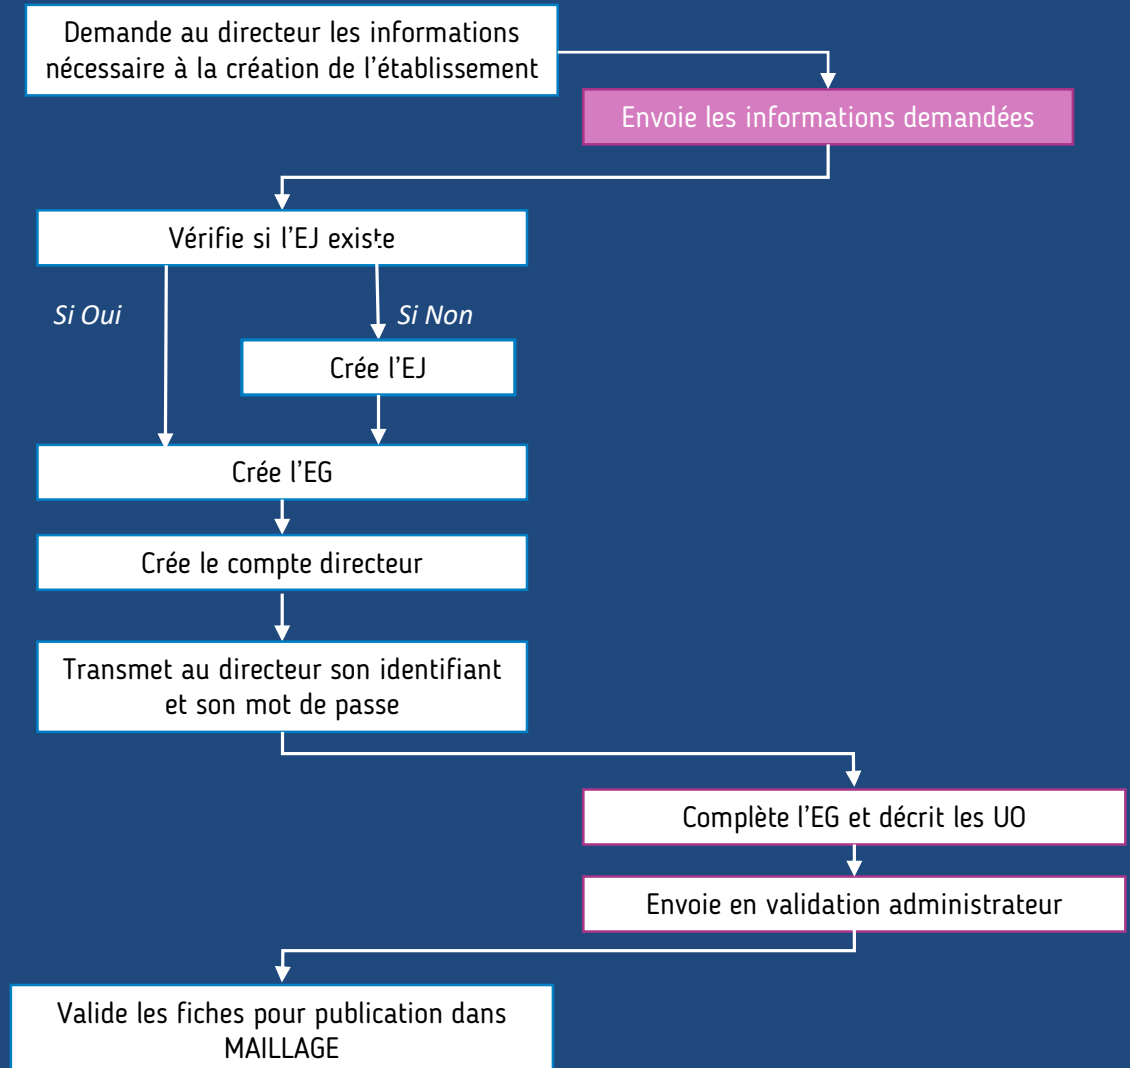 Demande au directeur les informations
nécessaire à la création de l'établissement
Envoie les informations demandées
Vérifie si l'EJ existe
Si Oui
Si Non
Crée l'EJ
Crée l'EG
Crée le compte directeur
Transmet au directeur son identifiant
et son mot de passe
Complète l'EG et décrit les UO
Envoie en validation administrateur
Valide les fiches pour publication dans
MAILLAGE